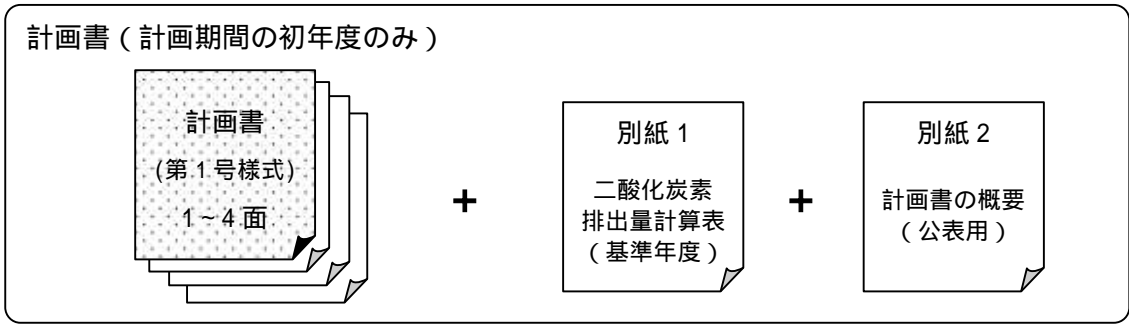 計画書（計画期間の初年度のみ）
計画書
(第１号様式)
１~４面
+
別紙１
二酸化炭素
排出量計算表
（基準年度）
+
別紙２
計画書の概要
（公表用）